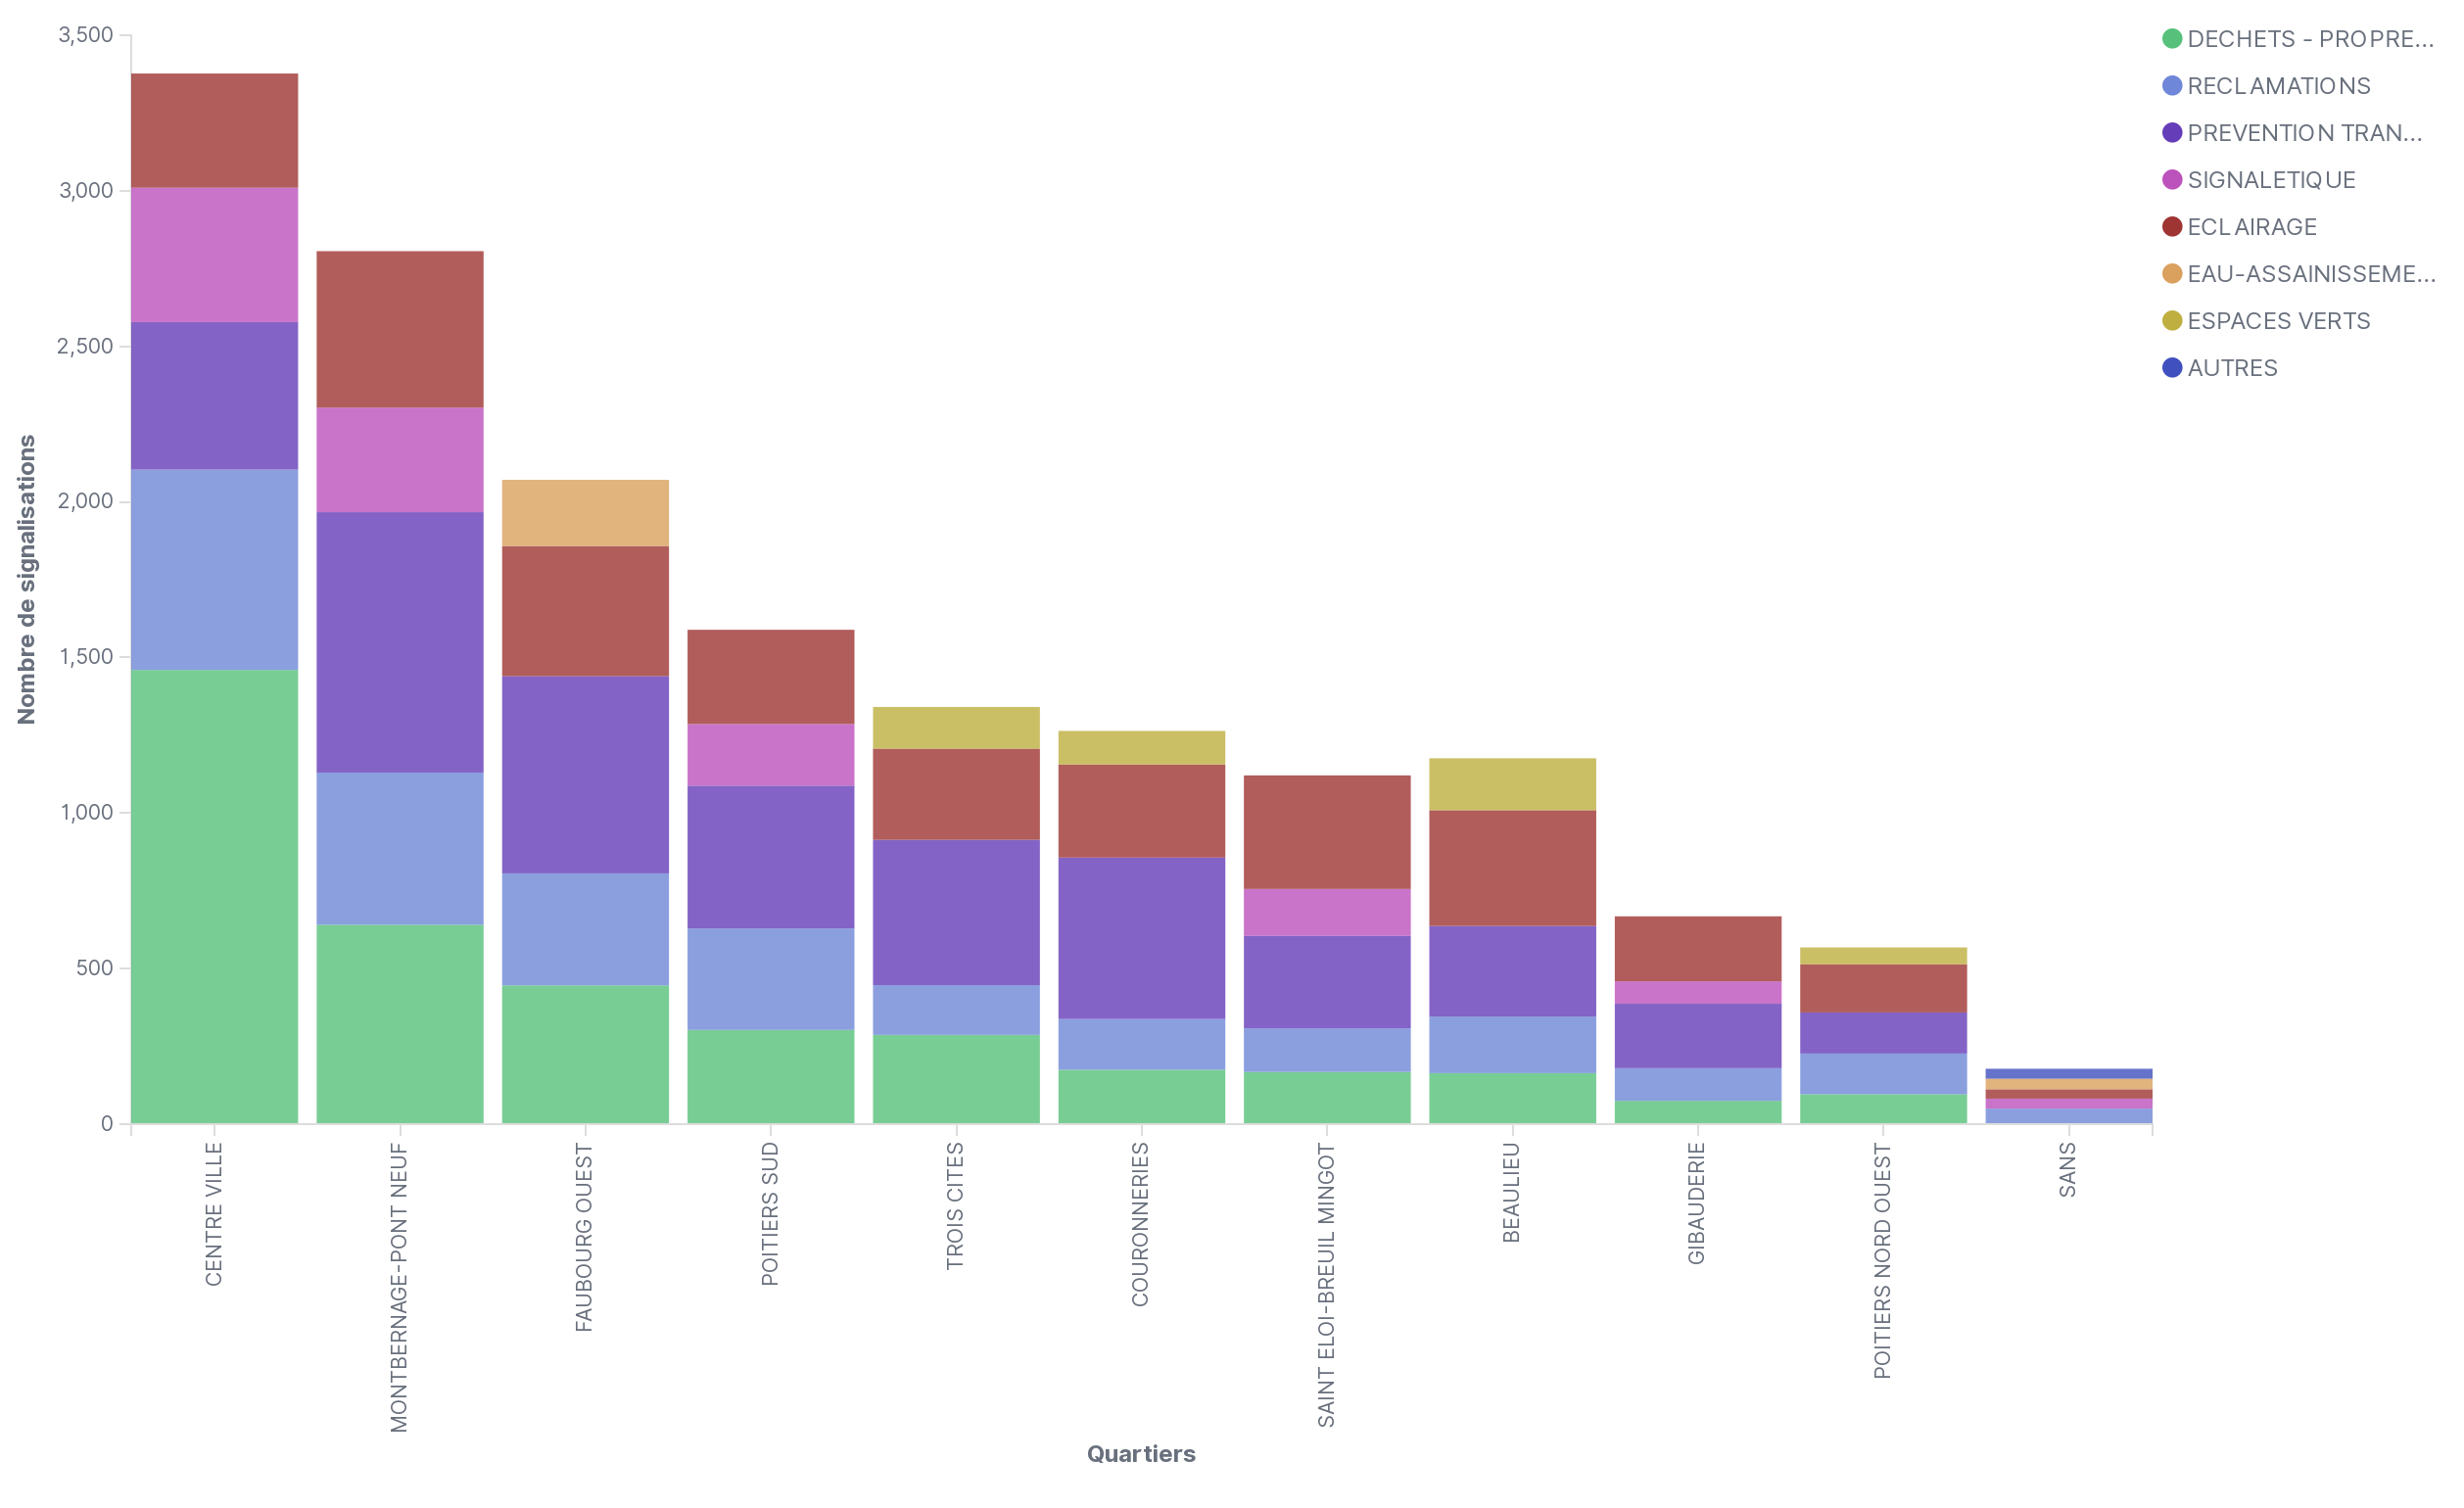 3,500
3,000
2,500
2,000
1,500
1,000
500
0
Nombre de signalisations
CENTRE VILLE
MONTBERNAGE-PONT NEUF
FAUBOURG OUEST
POITIERS SUD
TROIS CITES
COURONNERIES
SAINT ELOI-BREUIL MINGOT
BEAULIEU
GIBAUDERIE
POITIERS NORD OUEST
SANS
Quartiers
DECHETS - PROPRE...
RECLAMATIONS
PREVENTION TRAN...
SIGNALETIQUE
ECLAIRAGE
EAU-ASSAINISSEME...
ESPACES VERTS
AUTRES